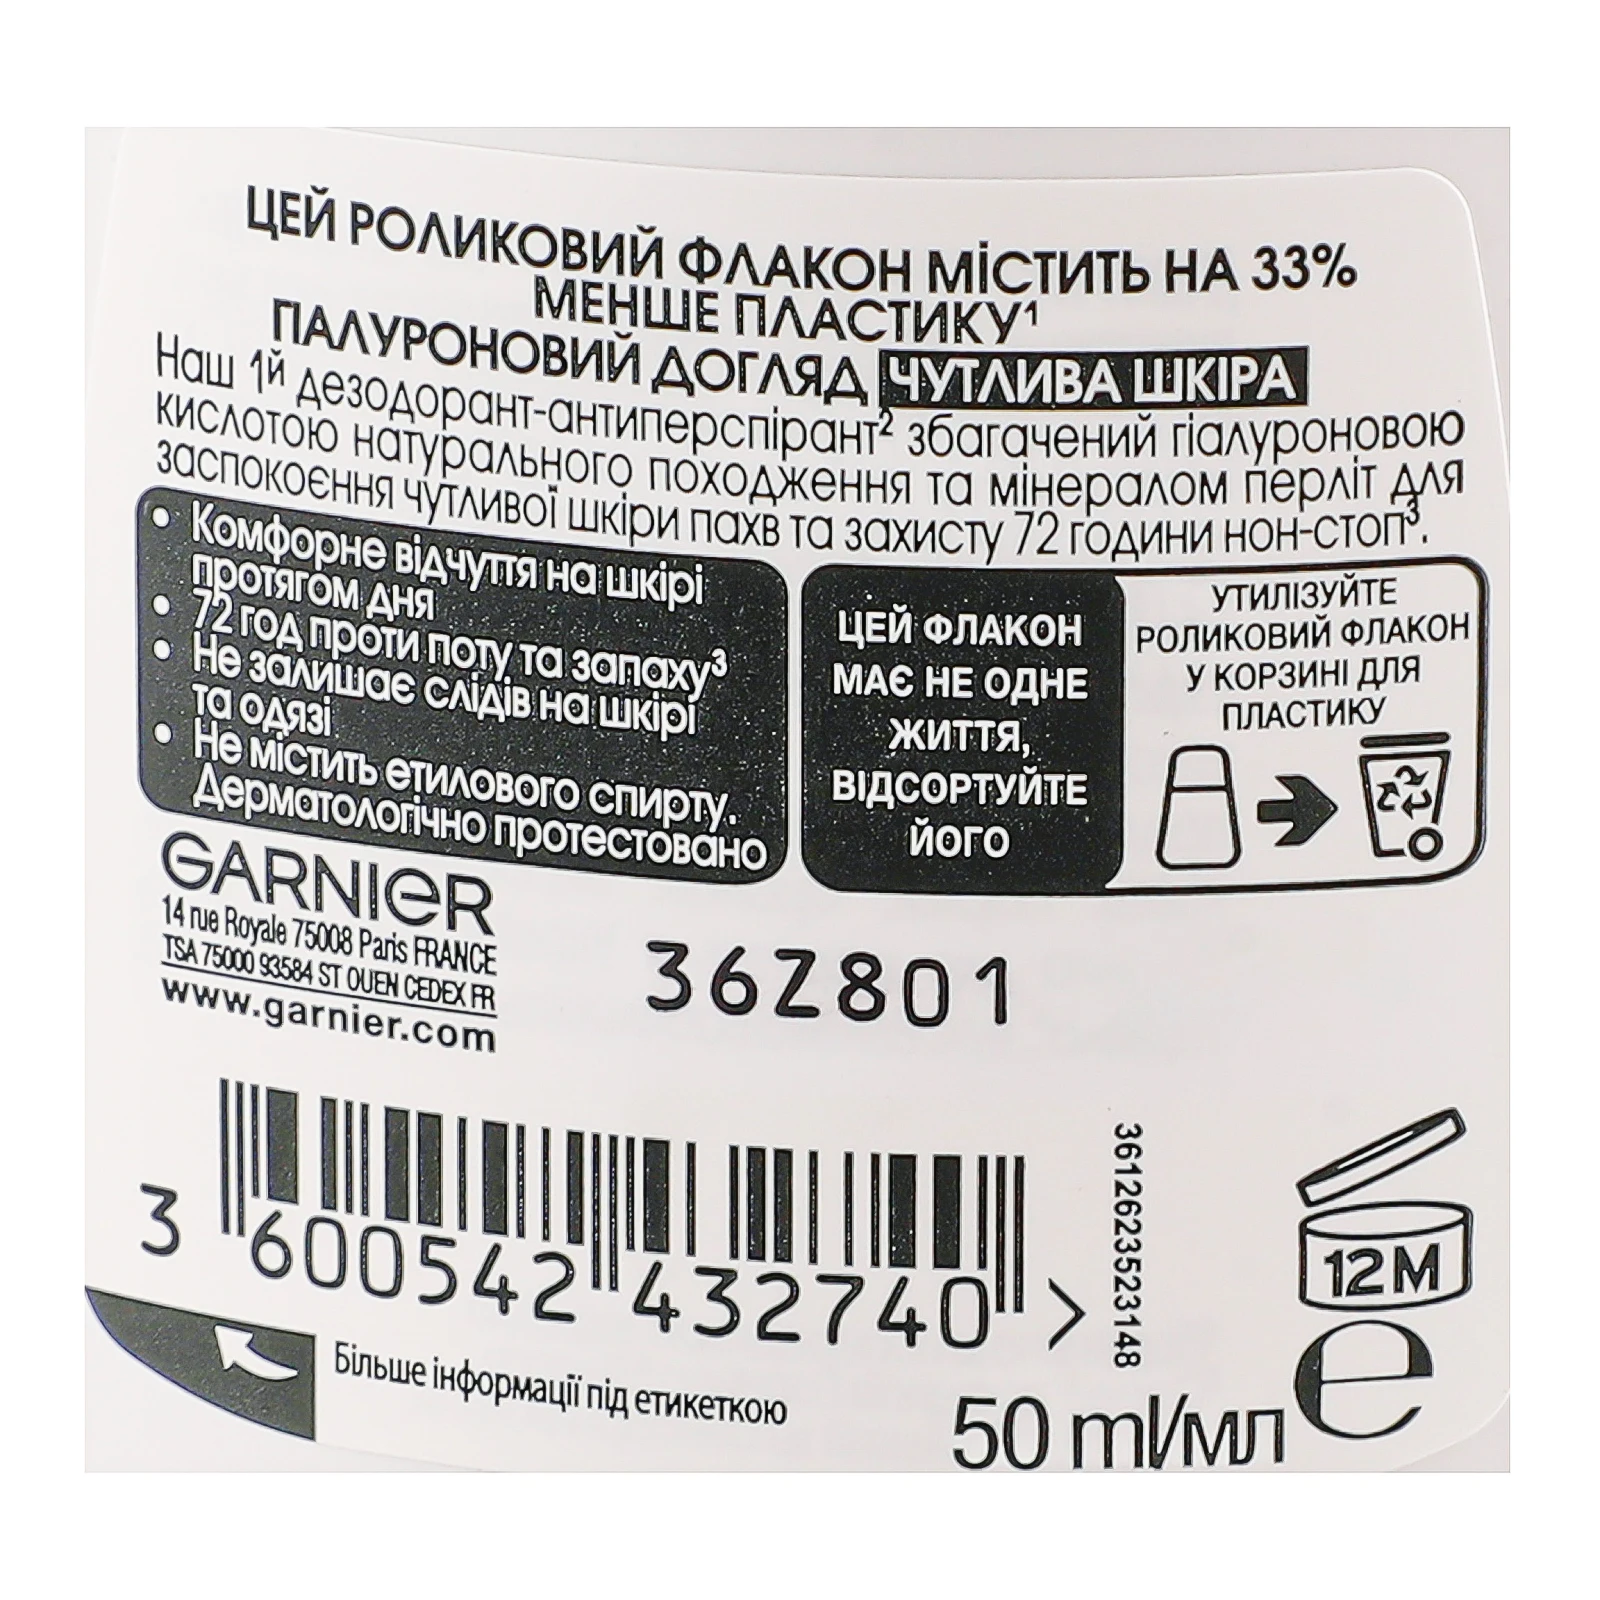 ЦЕЙ РОЛИКОВИЙ ФЛАКОН МІСТИТЬ НА 33%
МЕНШЕ ПЛАСТИКУ¹
ГІАЛУРОНОВИЙ ДОГЛЯД ЧУТЛИВА ШКІРА
Наш 1й дезодорант-антиперспірант² збагачений гіалуроновою
кислотою натурального походження та мінералом перліт для
заспокоєння чутливої шкіри пахв та захисту 72 години нон-стоп³.
• Комфорне відчуття на шкірі
протягом дня
• 72 год проти поту та запаху³
• Не залишає слідів на шкірі
та одязі
• Не містить етилового спирту.
Дерматологічно протестовано
ЦЕЙ ФЛАКОН
МАЄ НЕ ОДНЕ
ЖИТТЯ,
ВІДСОРТУЙТЕ
ЙОГО
УТИЛІЗУЙТЕ
РОЛИКОВИЙ ФЛАКОН
У КОРЗИНІ ДЛЯ
ПЛАСТИКУ
GARNIER
14 rue Royale 75008 Paris FRANCE
TSA 75000 93584 ST OUEN CEDEX FR
www.garnier.com
36Z801
3 600542 432740 >
3612623523148
12M
Більше інформації під етикеткою
50 ml/мл e